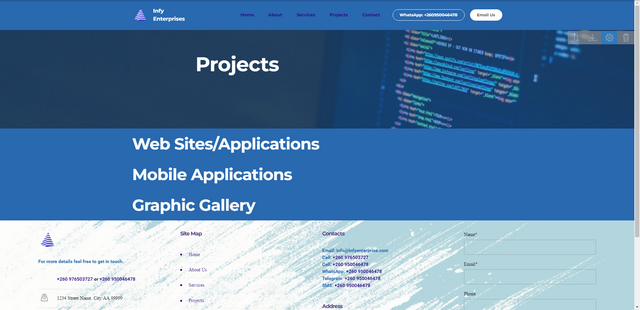 Infy
Enterprises
Home
About
Services
Projects
Contact
WhatsApp: +260950046478
Email Us
Projects
Web Sites/Applications
Mobile Applications
Graphic Gallery
For more details feel free to get in touch.
+260 976503727 or +260 950046478
1234 Street Name, City AA 99999
Site Map
Home
About Us
Services
Projects
Contacts
Email: info@infyenterprise.com
Call: +260 976503727
Cell: +260 950046478
WhatsApp: +260 950046478
Telegram: +260 950046478
SMS: +260 950046478
Address
Name*
Email*
Phone